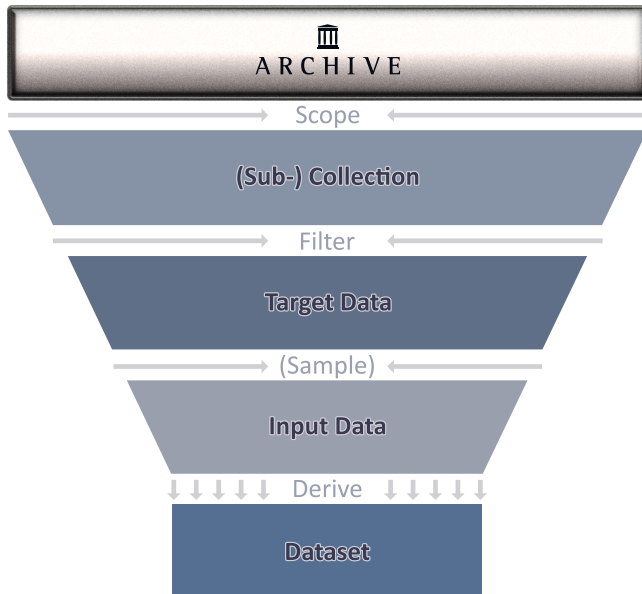 ARCHIVE
Scope
(Sub-) Collection
Filter
Target Data
(Sample)
Input Data
Derive
Dataset